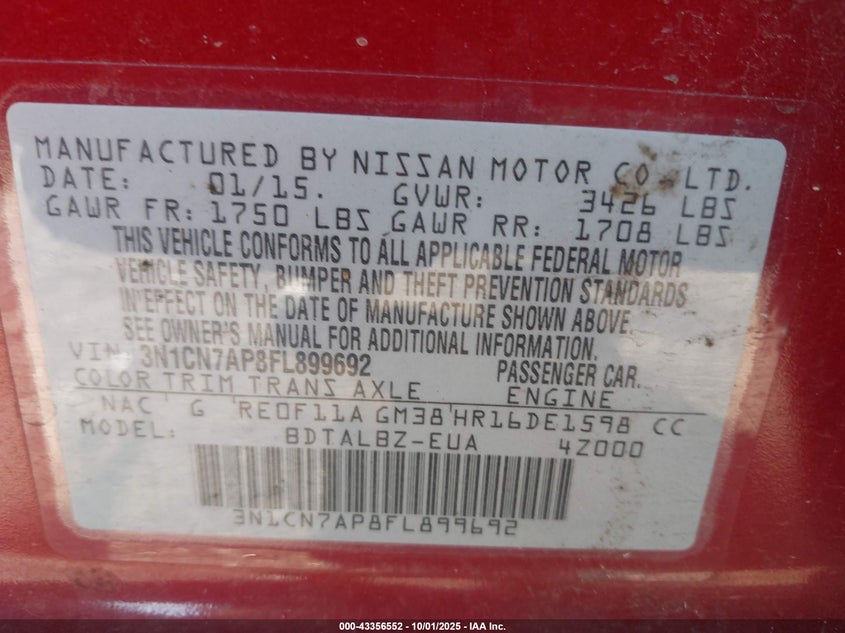 MANUFACTURED BY NISSAN MOTOR CO. LTD.
DATE: 01/15. GVWR: 3426 LBS
GAWR FR: 1750 LBS GAWR RR: 1708 LBS
THIS VEHICLE CONFORMS TO ALL APPLICABLE FEDERAL MOTOR
VEHICLE SAFETY, BUMPER AND THEFT PREVENTION STANDARDS
IN EFFECT ON THE DATE OF MANUFACTURE SHOWN ABOVE.
SEE OWNER'S MANUAL FOR ADDITIONAL INFORMATION.
VIN: 3N1CN7AP8FL899692 PASSENGER CAR.
COLOR TRIM TRANS AXLE ENGINE
NAC G RE0F11A GM38 HR16DE1598 CC
MODEL: BDTALBZ-EUA 4Z000
3N1CN7AP8FL899692
000-43356552 - 10/01/2025 - IAA Inc.